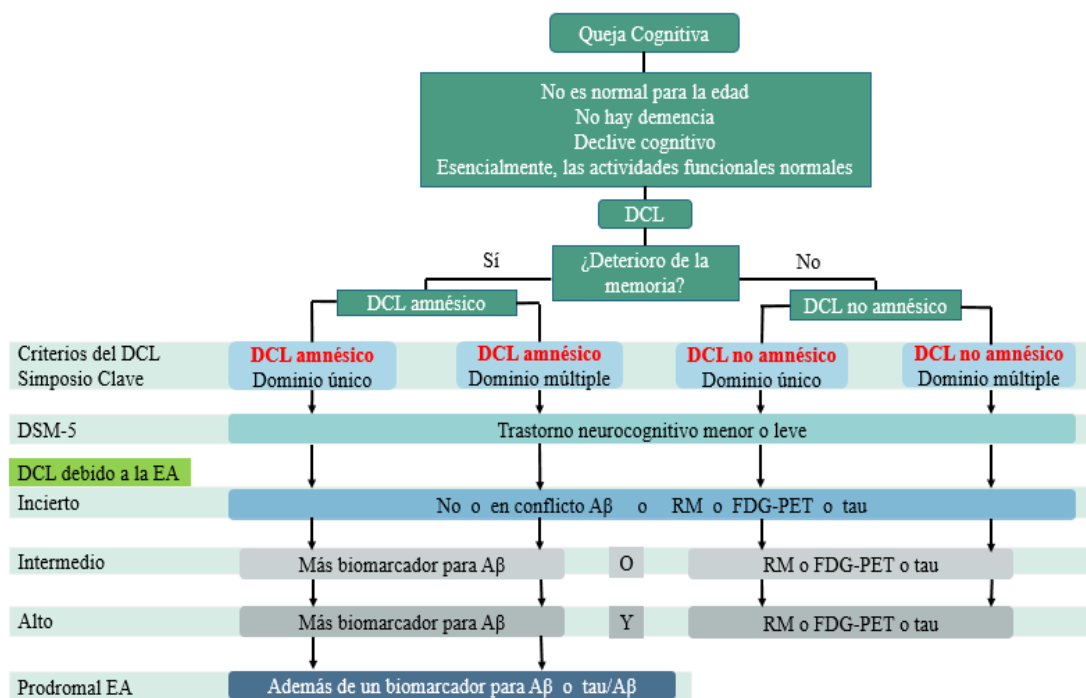 Queja Cognitiva
No es normal para la edad
No hay demencia
Declive cognitivo
Esencialmente, las actividades funcionales normales
DCL
Sí
¿Deterioro de la
memoria?
No
DCL amnésico
DCL no amnésico
Criterios del DCL
Simposio Clave
DCL amnésico
Dominio único
DCL amnésico
Dominio múltiple
DCL no amnésico
Dominio único
DCL no amnésico
Dominio múltiple
DSM-5
Trastorno neurocognitivo menor o leve
DCL debido a la EA
Incierto
No o en conflicto Aβ o RM o FDG-PET o tau
Intermedio
Más biomarcador para Aβ
O
RM o FDG-PET o tau
Alto
Más biomarcador para Aβ
Y
RM o FDG-PET o tau
Prodromal EA
Además de un biomarcador para Aβ o tau/Aβ